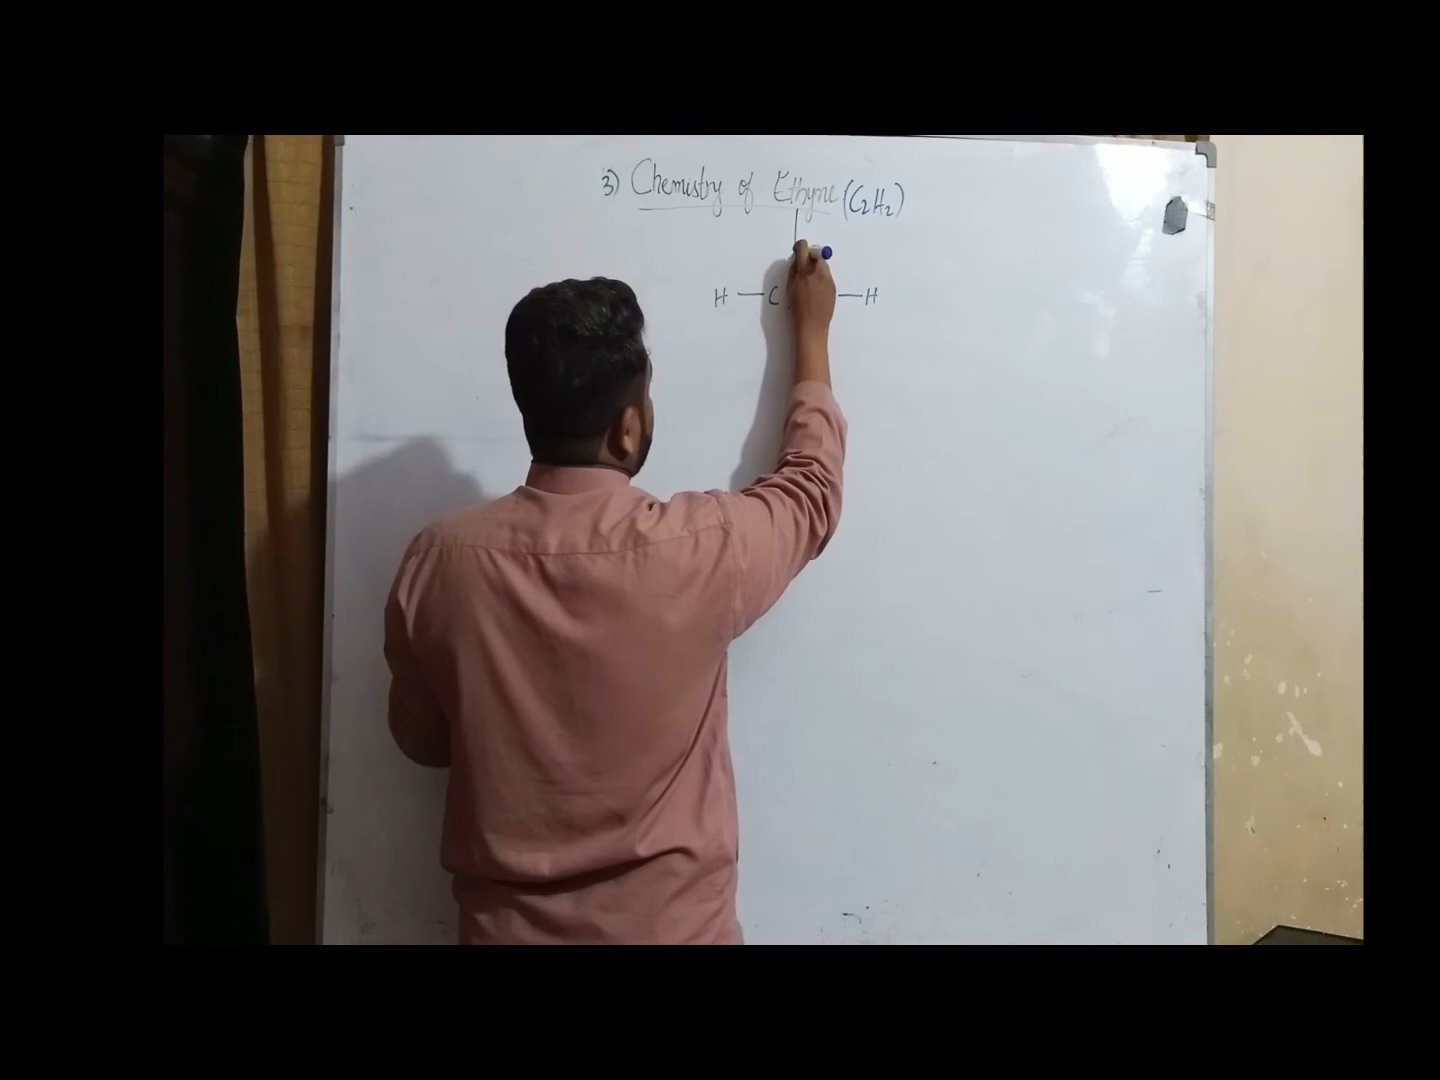 3) Chemistry of Ethyne (C₂H₂)
H — C — H